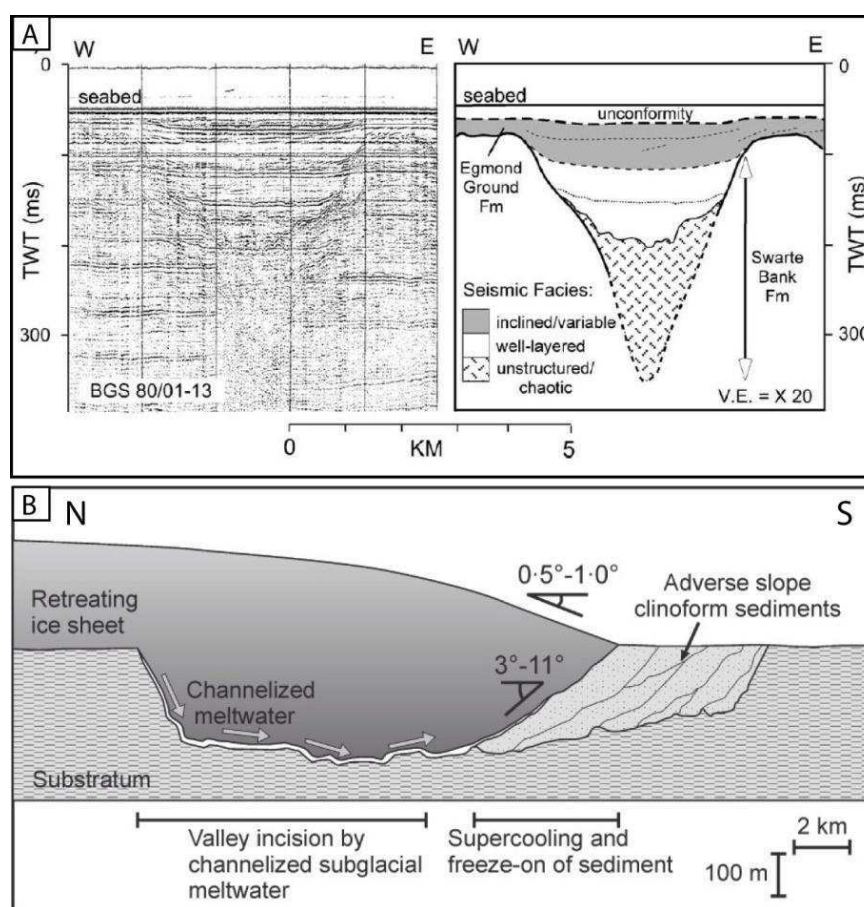 A
W
E
0
seabed
TWT (ms)
300
BGS 80/01-13
W
E
0
seabed
unconformity
Egmond
Ground
Fm
Swarte
Bank
Fm
TWT (ms)
300
Seismic Facies:
inclined/variable
well-layered
unstructured/
chaotic
V.E. = X 20
0
KM
5
B
N
S
Retreating
ice sheet
0·5°-1·0°
Adverse slope
clinoform sediments
3°-11°
Channelized
meltwater
Substratum
Valley incision by
channelized subglacial
meltwater
Supercooling and
freeze-on of sediment
2 km
100 m